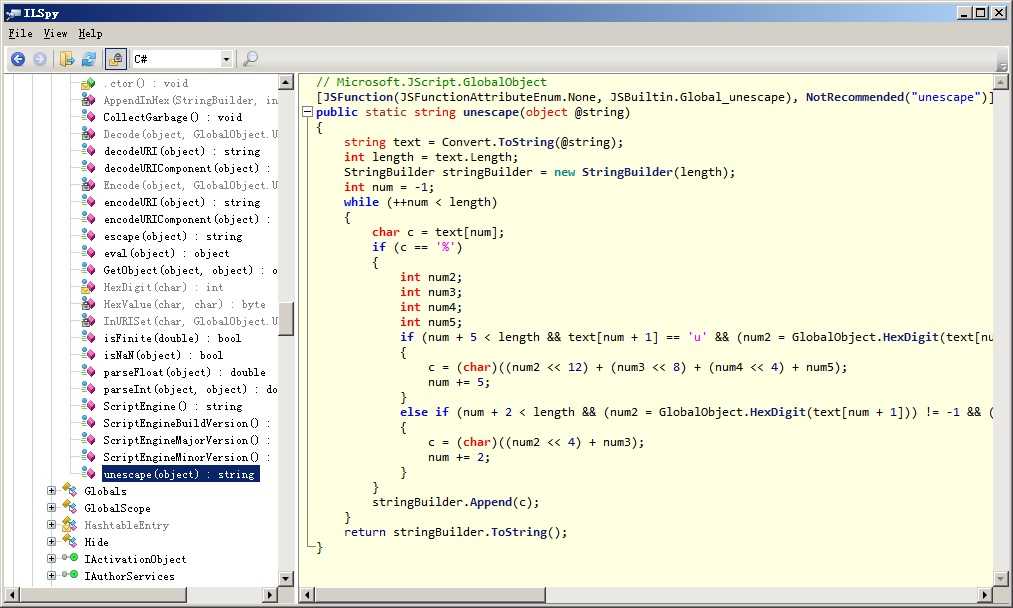 ILSpy
File View Help
C#
.ctor() : void
AppendInHex(StringBuilder, in
CollectGarbage() : void
Decode(object, GlobalObject.U
decodeURI(object) : string
decodeURIComponent(object) :
Encode(object, GlobalObject.U
encodeURI(object) : string
encodeURIComponent(object) :
escape(object) : string
eval(object) : object
GetObject(object, object) : o
HexDigit(char) : int
HexValue(char, char) : byte
InURISet(char, GlobalObject.U
isFinite(double) : bool
isNaN(object) : bool
parseFloat(object) : double
parseInt(object, object) : do
ScriptEngine() : string
ScriptEngineBuildVersion() :
ScriptEngineMajorVersion() :
ScriptEngineMinorVersion() :
unescape(object) : string
Globals
GlobalScope
HashtableEntry
Hide
IActivationObject
IAuthorServices
// Microsoft.JScript.GlobalObject
[JSFunction(JSFunctionAttributeEnum.None, JSBuiltin.Global_unescape), NotRecommended("unescape")]
public static string unescape(object @string)
{
string text = Convert.ToString(@string);
int length = text.Length;
StringBuilder stringBuilder = new StringBuilder(length);
int num = -1;
while (++num < length)
{
char c = text[num];
if (c == '%')
{
int num2;
int num3;
int num4;
int num5;
if (num + 5 < length && text[num + 1] == 'u' && (num2 = GlobalObject.HexDigit(text[nu
{
c = (char)((num2 << 12) + (num3 << 8) + (num4 << 4) + num5);
num += 5;
}
else if (num + 2 < length && (num2 = GlobalObject.HexDigit(text[num + 1])) != -1 && (
{
c = (char)((num2 << 4) + num3);
num += 2;
}
}
stringBuilder.Append(c);
}
return stringBuilder.ToString();
}